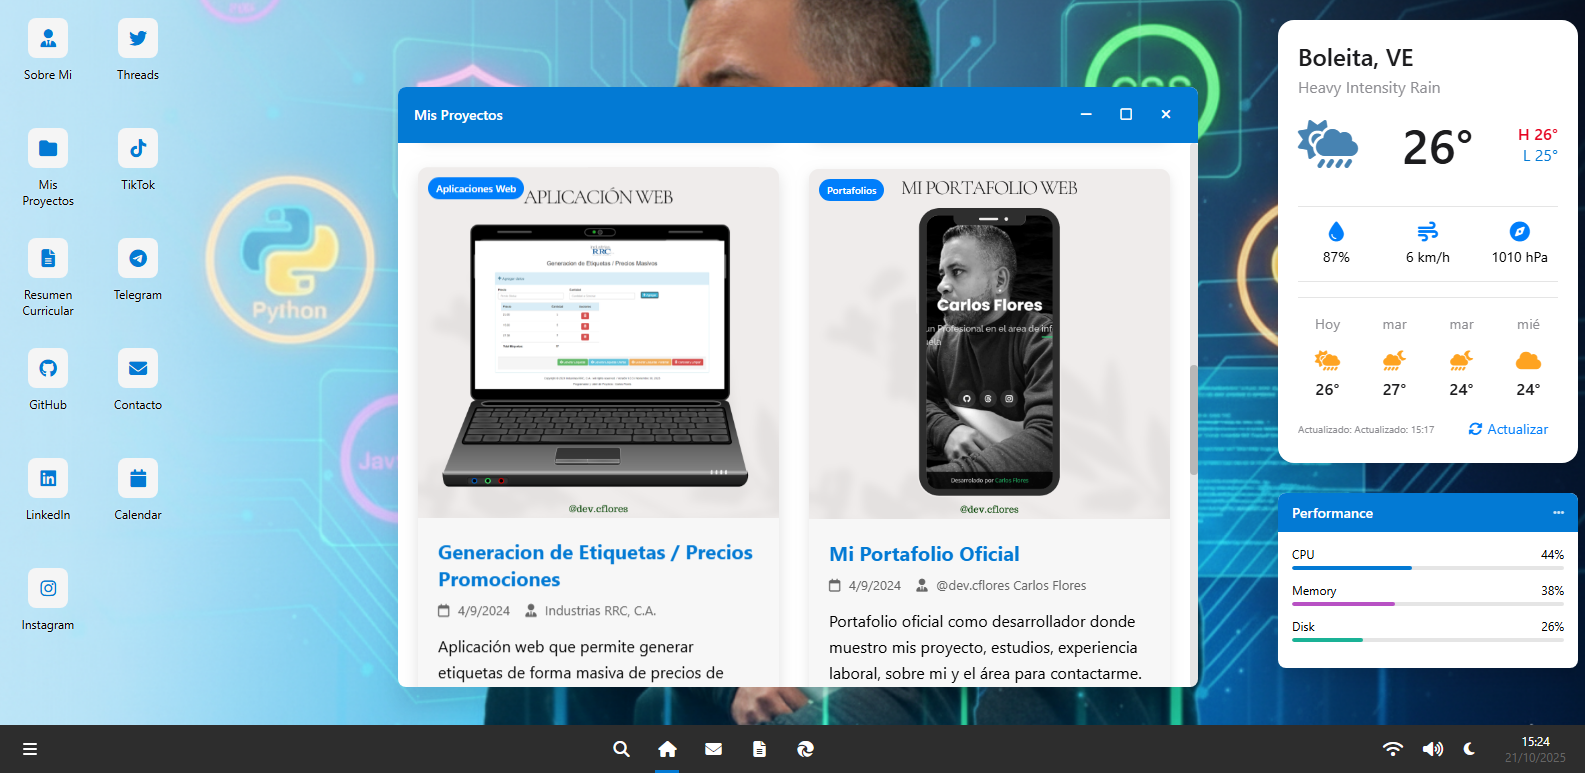 Sobre Mi
Threads
Mis
Proyectos
TikTok
Resumen
Curricular
Telegram
GitHub
Contacto
LinkedIn
Calendar
Instagram
Python
CSS
Mis Proyectos
Aplicaciones Web
APLICACIÓN WEB
RRC
Generacion de Etiquetas / Precios Masivos
@dev.cflores
Generacion de Etiquetas / Precios
Promociones
4/9/2024
Industrias RRC, C.A.
Aplicación web que permite generar
etiquetas de forma masiva de precios de
Portafolios
MI PORTAFOLIO WEB
Carlos Flores
un Profesional en el area de inf
Desarrollado por Carlos Flores
@dev.cflores
Mi Portafolio Oficial
4/9/2024
@dev.cflores Carlos Flores
Portafolio oficial como desarrollador donde
muestro mis proyecto, estudios, experiencia
laboral, sobre mi y el área para contactarme.
Boleita, VE
Heavy Intensity Rain
26°
H 26°
L 25°
87%
6 km/h
1010 hPa
Hoy
mar
mar
mié
26°
27°
24°
24°
Actualizado: Actualizado: 15:17
Actualizar
Performance
CPU
44%
Memory
38%
Disk
26%
15:24
21/10/2025